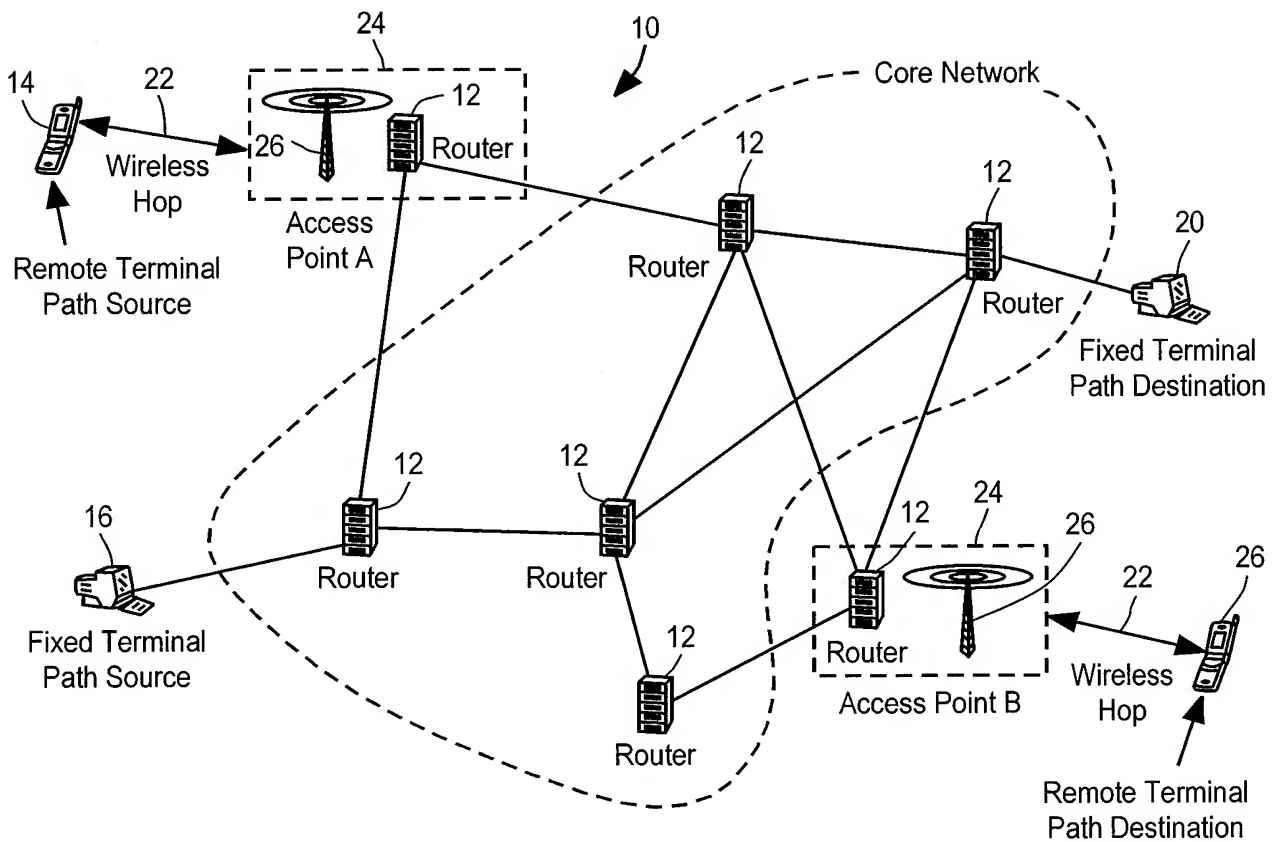 10
24
Core Network
14
22
12
26
Router
Wireless
Hop
Access
Point A
Remote Terminal
Path Source
12
Router
12
Router
20
Fixed Terminal
Path Destination
12
Router
12
Router
16
Fixed Terminal
Path Source
12
Router
24
12
26
Router
Access Point B
22
Wireless
Hop
26
Remote Terminal
Path Destination